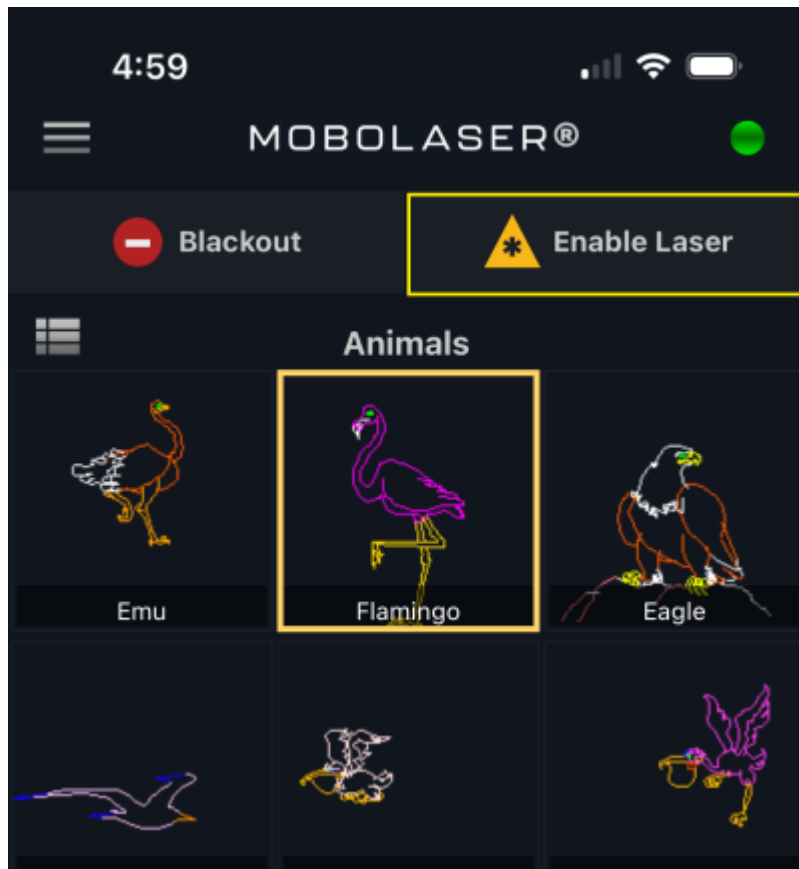 4:59
MOBOLASER®
Blackout
Enable Laser
Animals
Emu
Flamingo
Eagle